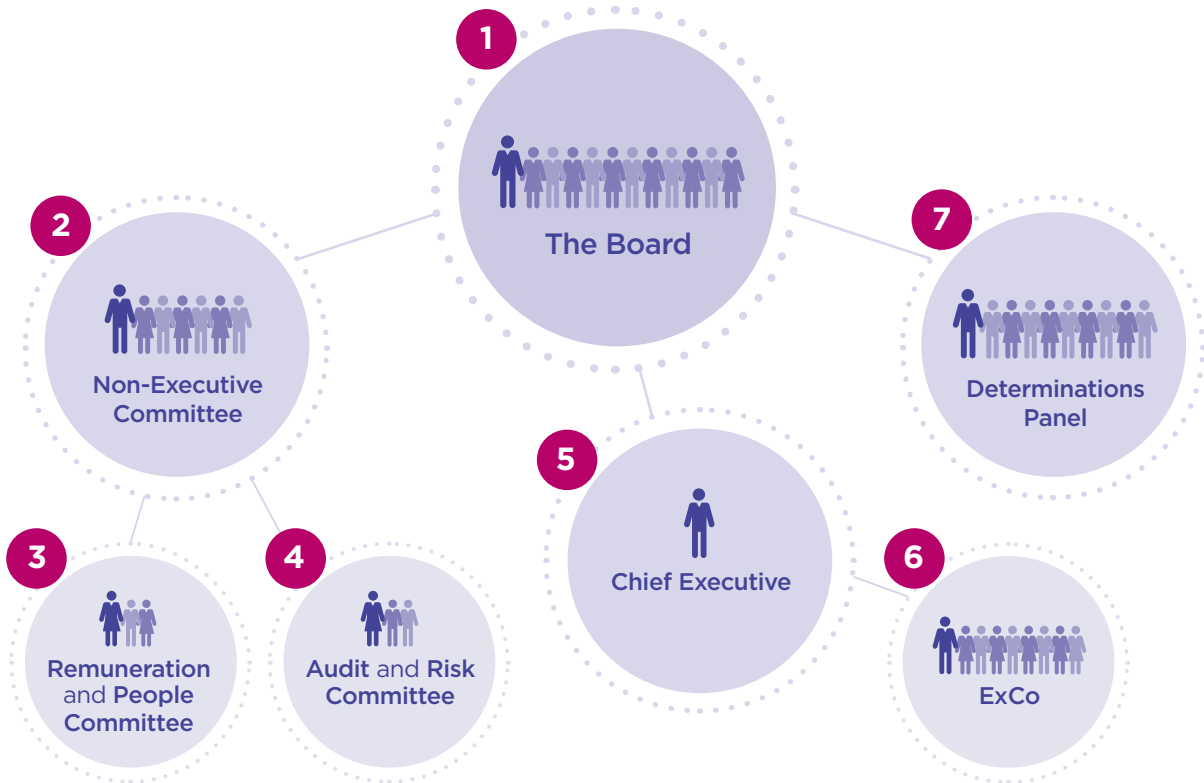 1
The Board
2
Non-Executive
Committee
7
Determinations
Panel
5
Chief Executive
3
Remuneration
and People
Committee
4
Audit and Risk
Committee
6
ExCo